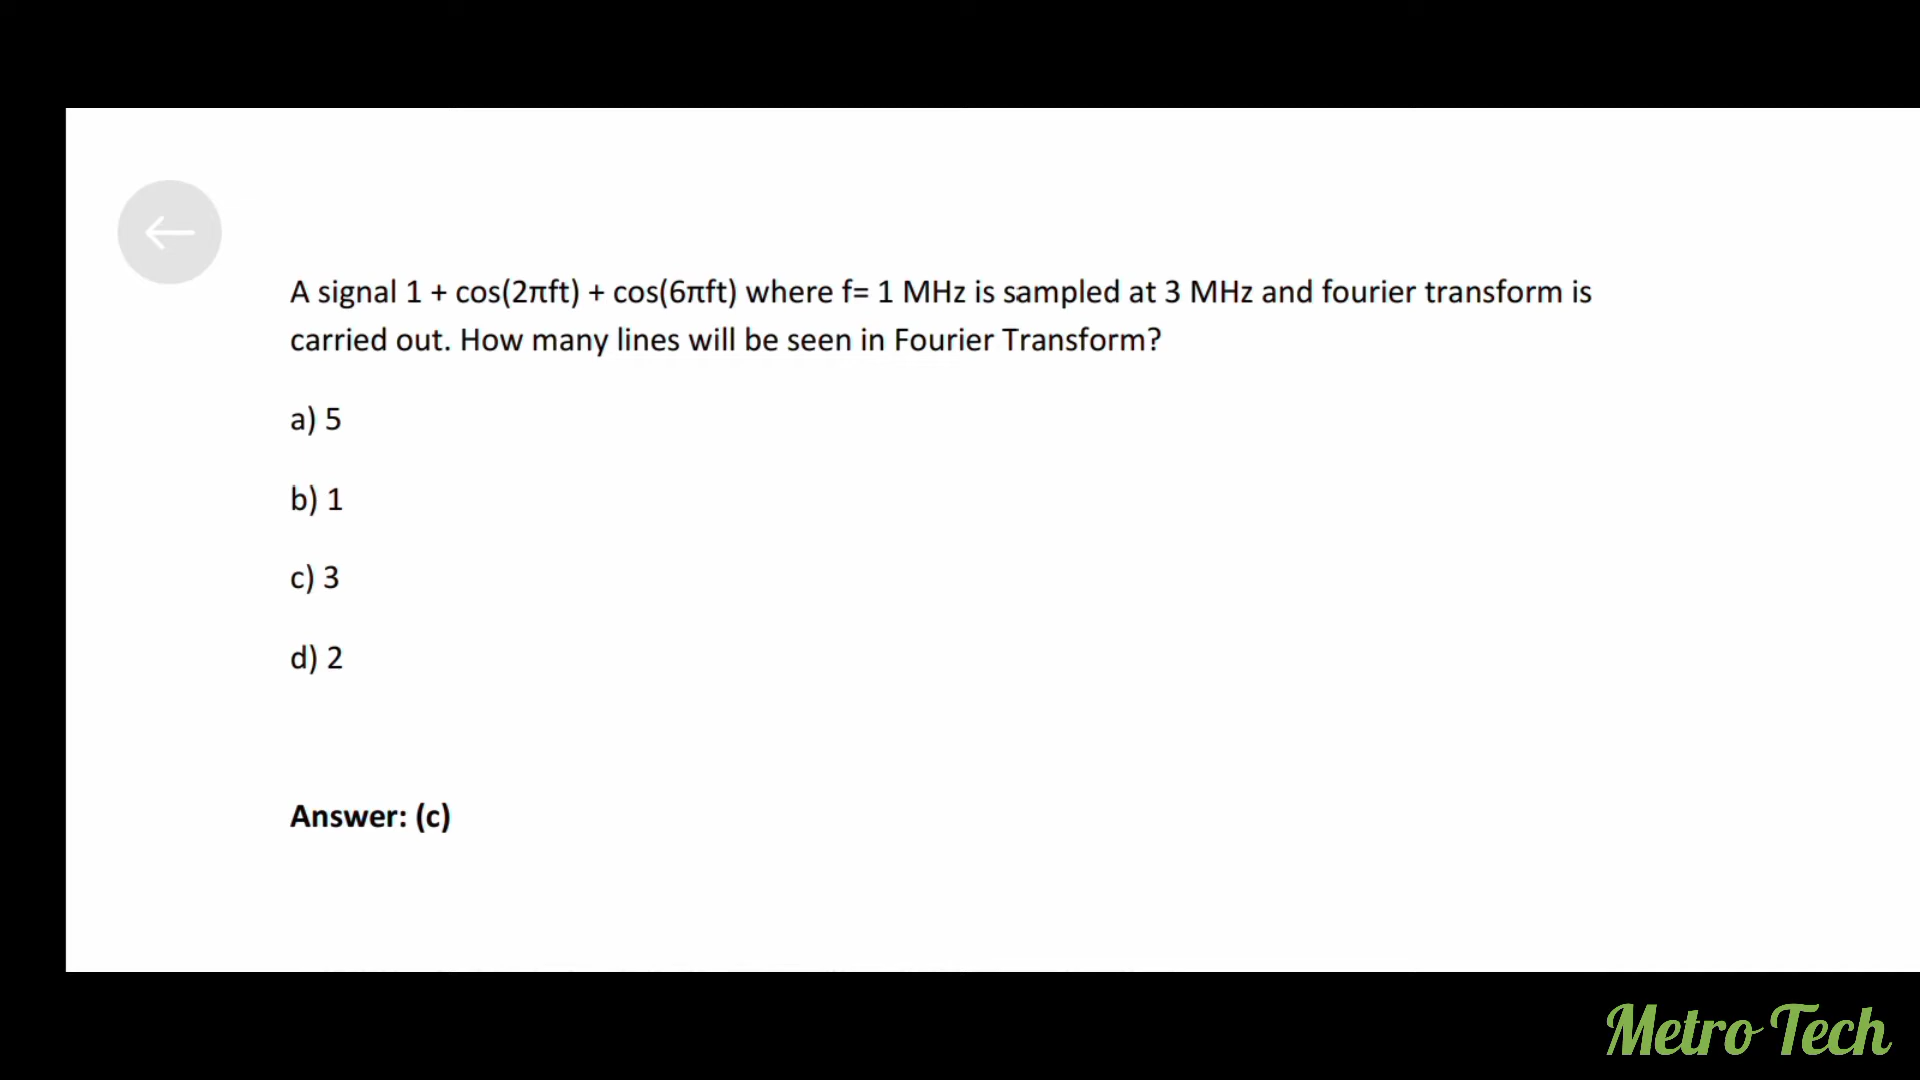 A signal 1 + cos(2πft) + cos(6πft) where f= 1 MHz is sampled at 3 MHz and fourier transform is
carried out. How many lines will be seen in Fourier Transform?
a) 5
b) 1
c) 3
d) 2
Answer: (c)
Metro Tech